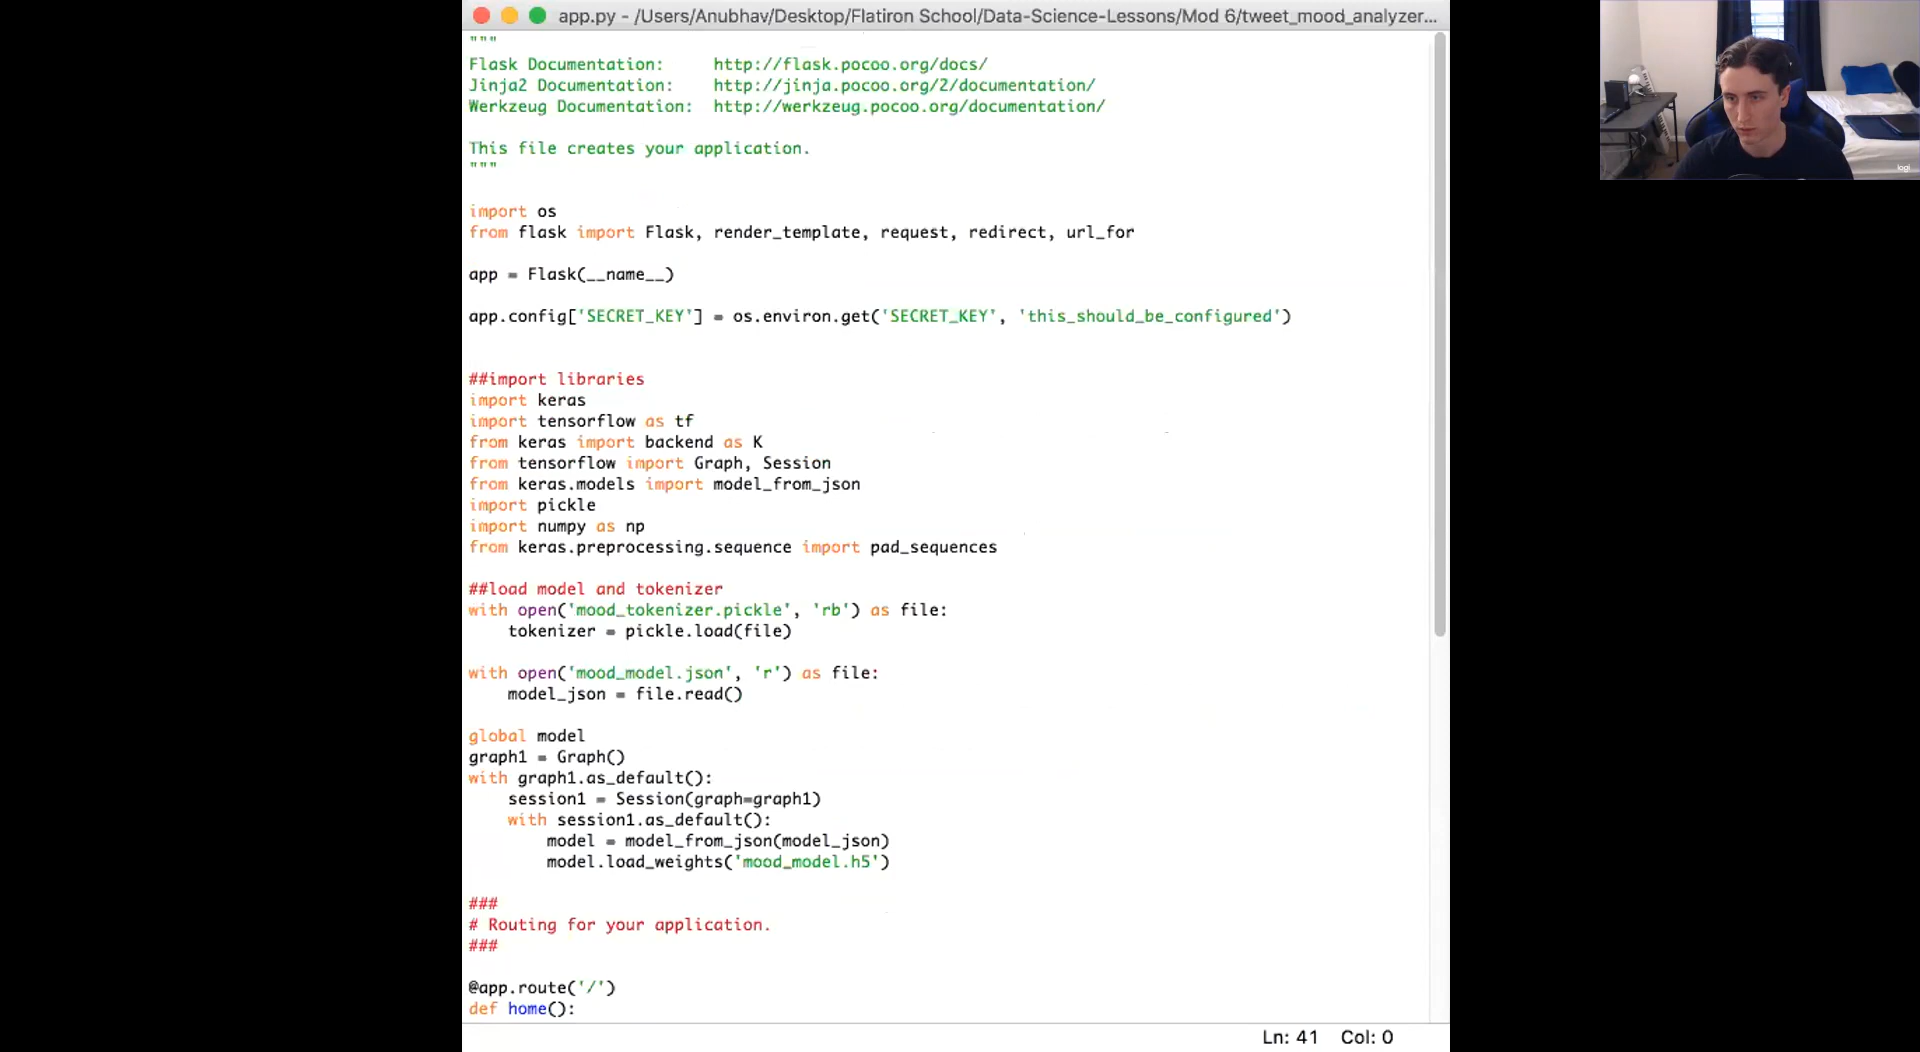 app.py - /Users/Anubhav/Desktop/Flatiron School/Data-Science-Lessons/Mod 6/tweet_mood_analyzer...
"""
Flask Documentation:     http://flask.pocoo.org/docs/
Jinja2 Documentation:    http://jinja.pocoo.org/2/documentation/
Werkzeug Documentation:  http://werkzeug.pocoo.org/documentation/

This file creates your application.
"""

import os
from flask import Flask, render_template, request, redirect, url_for

app = Flask(__name__)

app.config['SECRET_KEY'] = os.environ.get('SECRET_KEY', 'this_should_be_configured')


##import libraries
import keras
import tensorflow as tf
from keras import backend as K
from tensorflow import Graph, Session
from keras.models import model_from_json
import pickle
import numpy as np
from keras.preprocessing.sequence import pad_sequences

##load model and tokenizer
with open('mood_tokenizer.pickle', 'rb') as file:
    tokenizer = pickle.load(file)

with open('mood_model.json', 'r') as file:
    model_json = file.read()

global model
graph1 = Graph()
with graph1.as_default():
    session1 = Session(graph=graph1)
    with session1.as_default():
        model = model_from_json(model_json)
        model.load_weights('mood_model.h5')

###
# Routing for your application.
###

@app.route('/')
def home():
Ln: 41 Col: 0
logi